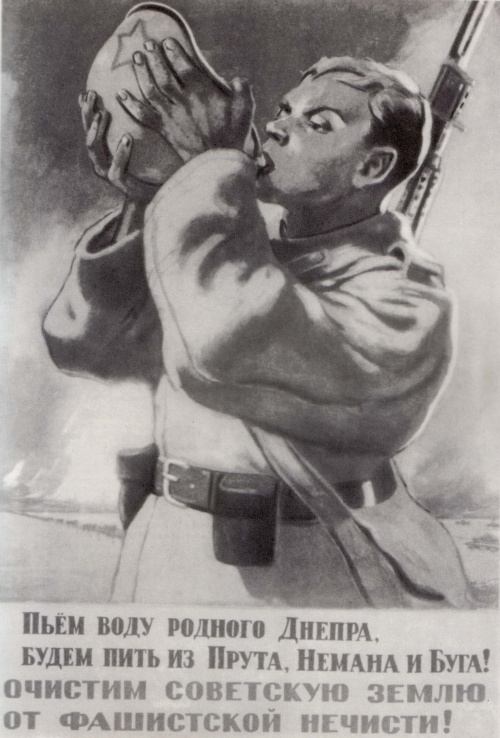 Пьём воду родного Днепра,
будем пить из Прута, Немана и Буга!
очистим советскую землю
от фашистской нечисти!